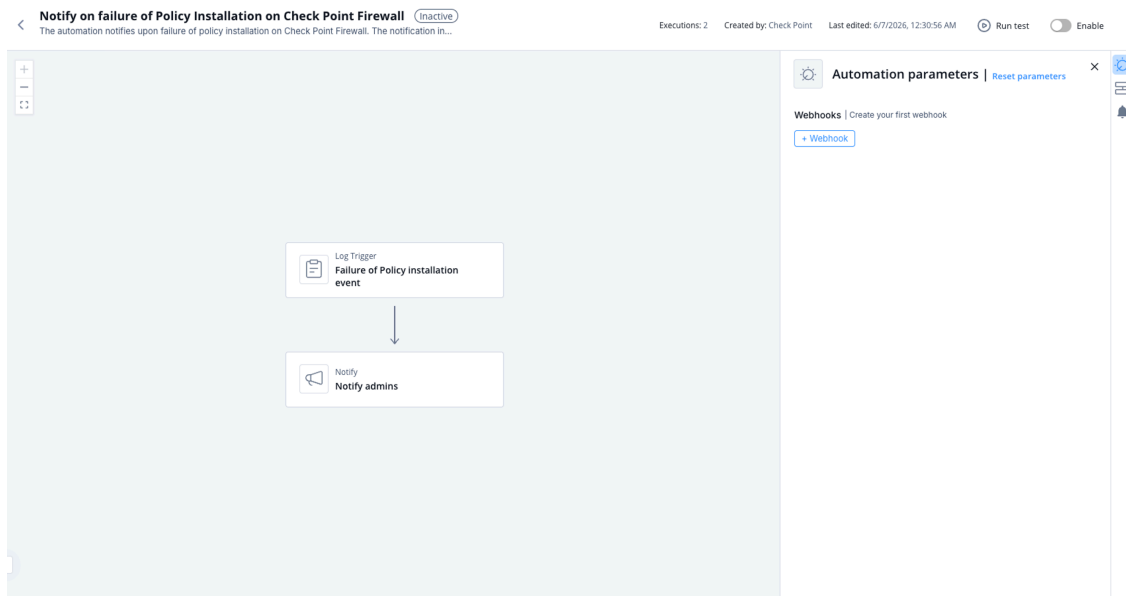 Notify on failure of Policy Installation on Check Point Firewall Inactive
The automation notifies upon failure of policy installation on Check Point Firewall. The notification in...
Executions: 2 Created by: Check Point Last edited: 6/7/2026, 12:30:56 AM Run test Enable
Automation parameters | Reset parameters
Webhooks | Create your first webhook
+ Webhook
Log Trigger
Failure of Policy installation
event
Notify
Notify admins